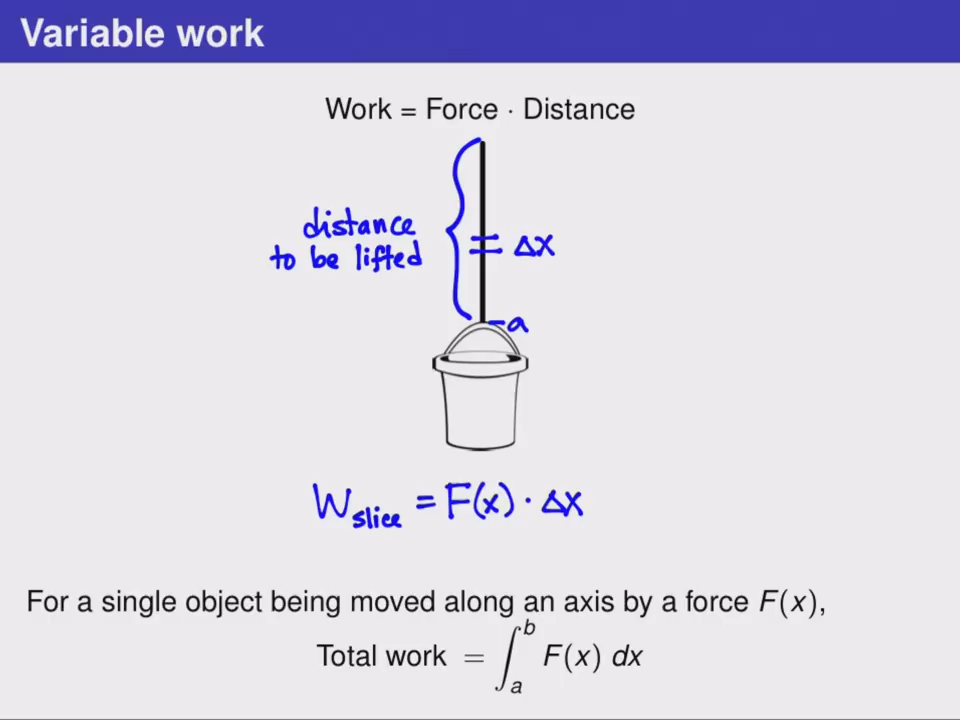 Variable work
Work = Force · Distance
distance
to be lifted
Δx
a
W_slice = F(x) · Δx
For a single object being moved along an axis by a force F(x),
Total work = ∫_a^b F(x) dx